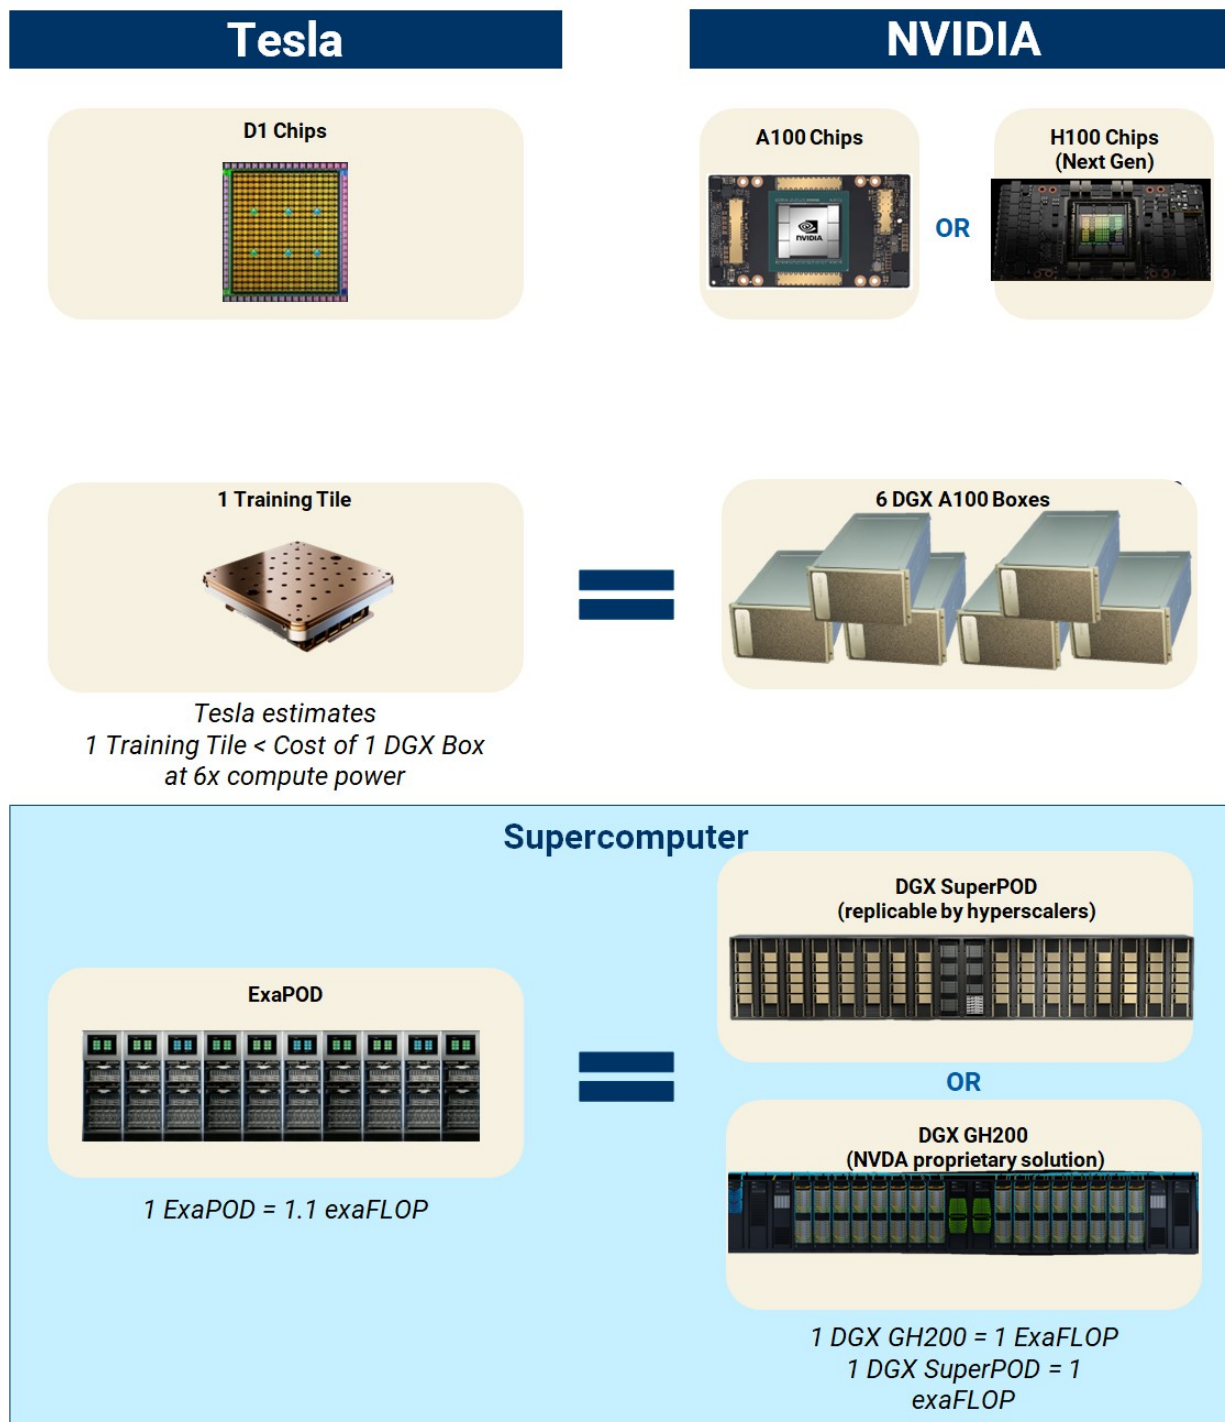 Tesla
NVIDIA
D1 Chips
A100 Chips
NVIDIA
OR
H100 Chips
(Next Gen)
1 Training Tile
6 DGX A100 Boxes
Tesla estimates
1 Training Tile < Cost of 1 DGX Box
at 6x compute power
Supercomputer
ExaPOD
1 ExaPOD = 1.1 exaFLOP
DGX SuperPOD
(replicable by hyperscalers)
OR
DGX GH200
(NVDA proprietary solution)
1 DGX GH200 = 1 ExaFLOP
1 DGX SuperPOD = 1
exaFLOP